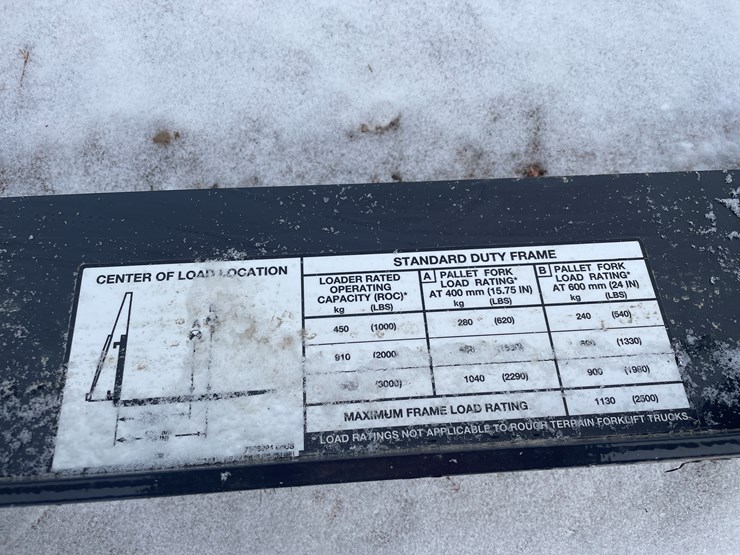 CENTER OF LOAD LOCATION
STANDARD DUTY FRAME
LOADER RATED
OPERATING
CAPACITY (ROC)*
kg (LBS)
A PALLET FORK
LOAD RATING*
AT 400 mm (15.75 IN)
kg (LBS)
B PALLET FORK
LOAD RATING*
AT 600 mm (24 IN)
kg (LBS)
450 (1000) 280 (620) 240 (540)
910 (2000) (1330)
(3000) 1040 (2290) 900 (1980)
MAXIMUM FRAME LOAD RATING 1130 (2500)
LOAD RATINGS NOT APPLICABLE TO ROUGH TERRAIN FORKLIFT TRUCKS